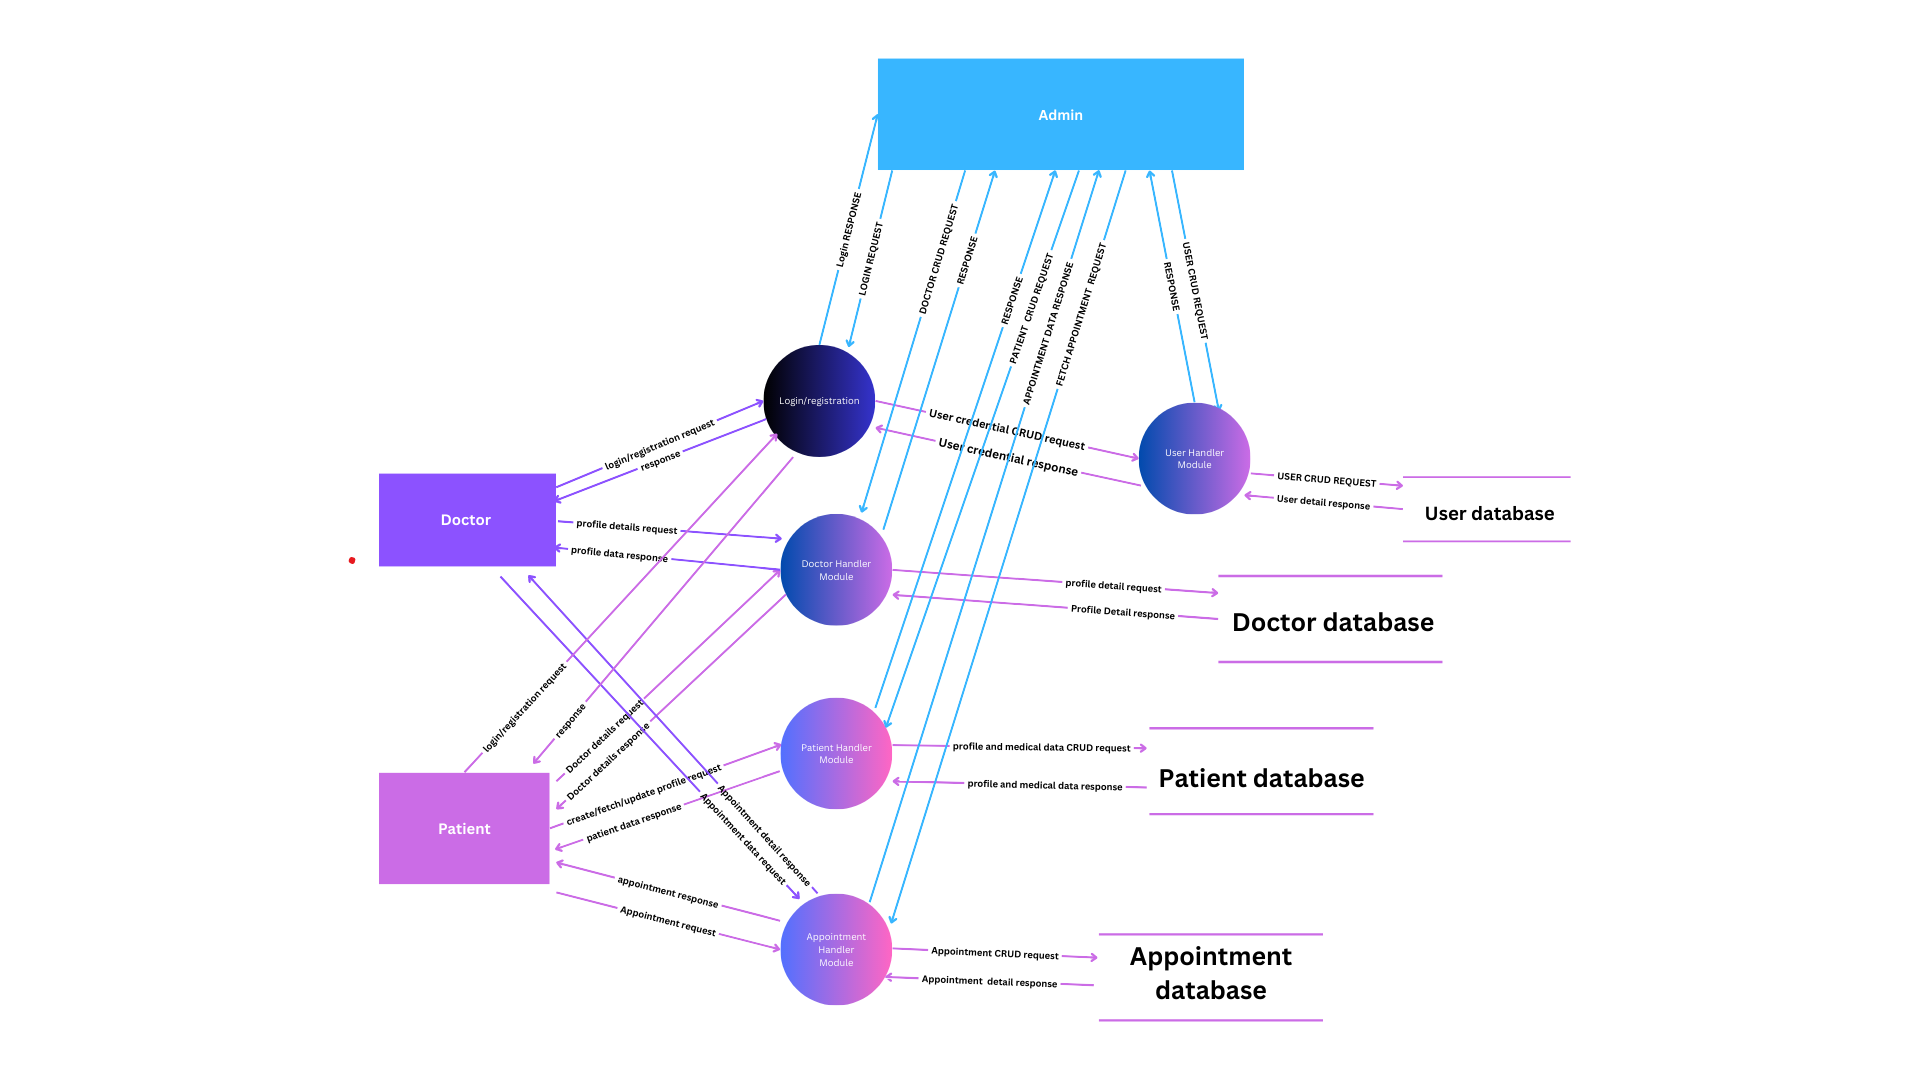 Admin
Login RESPONSE
LOGIN REQUEST
DOCTOR CRUD REQUEST
RESPONSE
RESPONSE
PATIENT CRUD REQUEST
APPOINTMENT DATA RESPONSE
FETCH APPOINTMENT REQUEST
RESPONSE
USER CRUD REQUEST
Login/registration
login/registration request
response
User credential CRUD request
User credential response
User Handler
Module
USER CRUD REQUEST
User detail response
User database
Doctor
profile details request
profile data response
Doctor Handler
Module
profile detail request
Profile Detail response
Doctor database
login/registration request
response
Doctor details request
Doctor details response
Patient Handler
Module
profile and medical data CRUD request
profile and medical data response
Patient database
Patient
create/fetch/update profile request
patient data response
Appointment detail response
Appointment data request
appointment response
Appointment request
Appointment
Handler
Module
Appointment CRUD request
Appointment detail response
Appointment
database